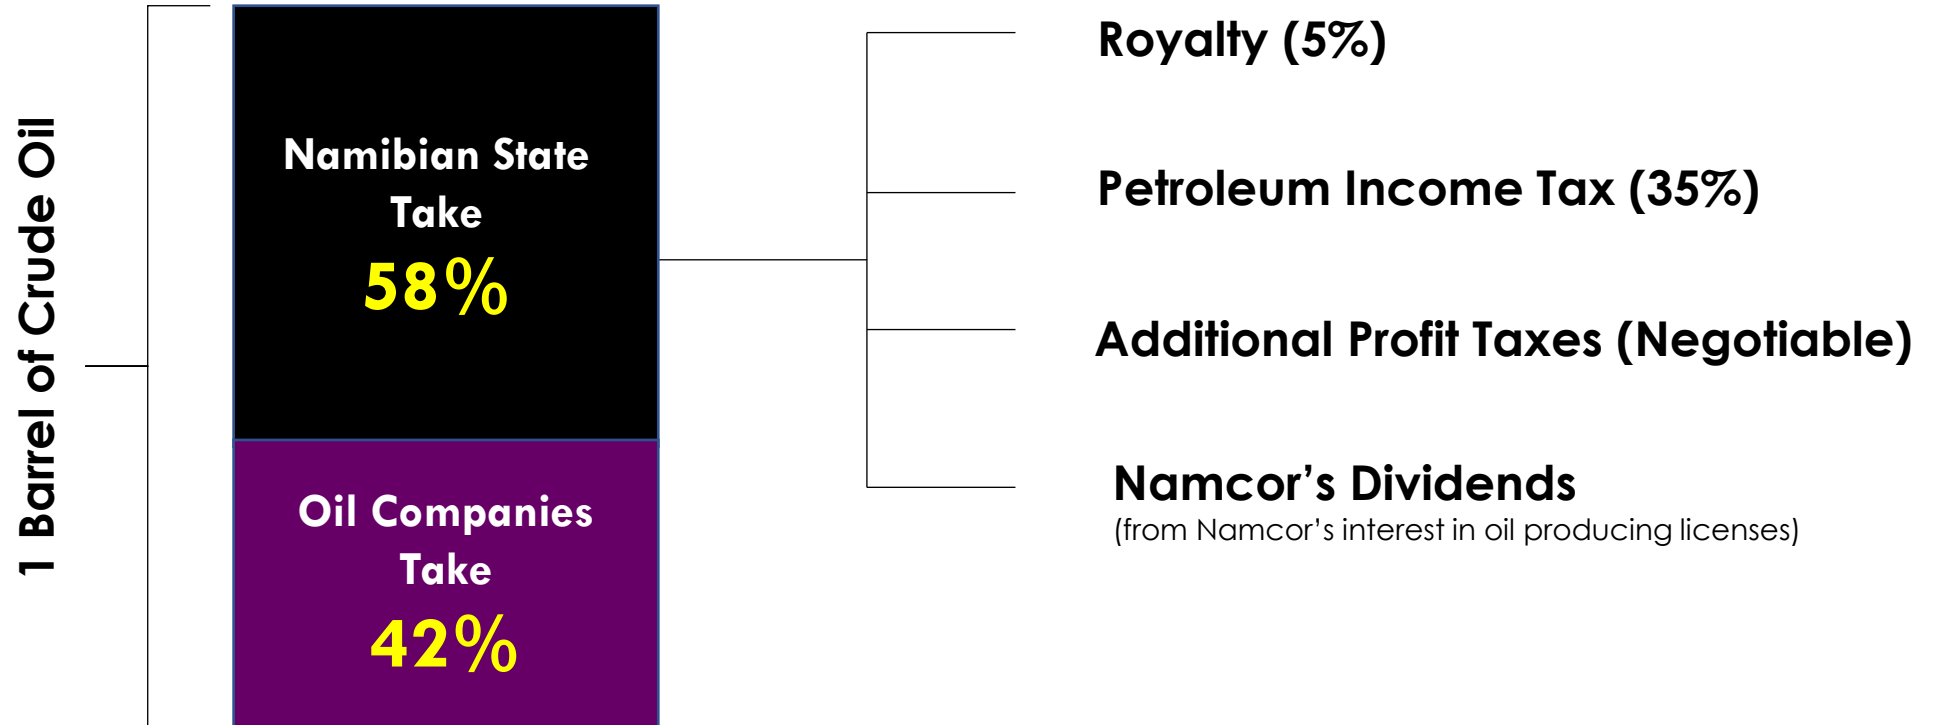 1 Barrel of Crude Oil
Namibian State
Take
58%
Oil Companies
Take
42%
Royalty (5%)
Petroleum Income Tax (35%)
Additional Profit Taxes (Negotiable)
Namcor’s Dividends
(from Namcor’s interest in oil producing licenses)